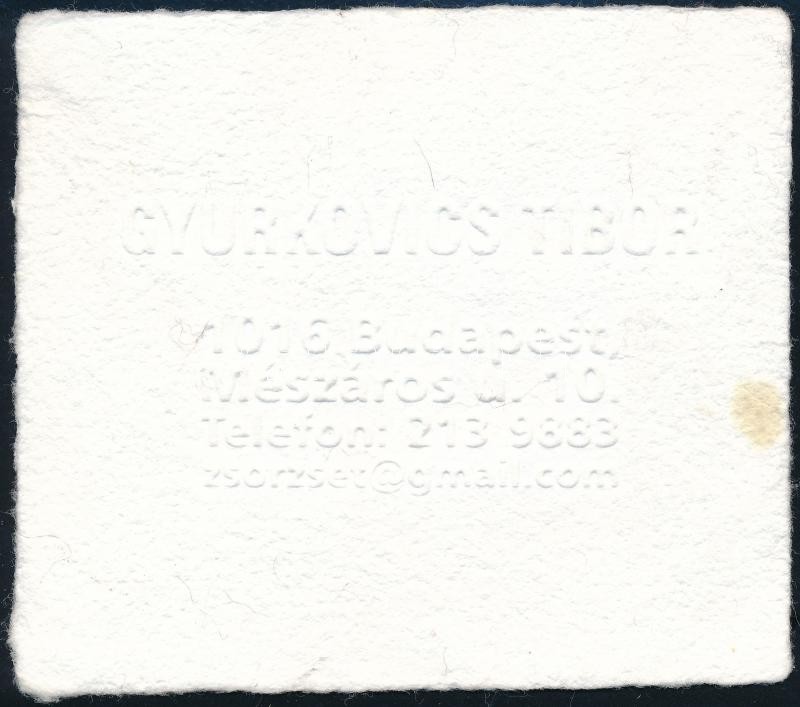 GYURKOVICS TIBOR
1016 Budapest,
Mészáros u. 10.
Telefon: 213 9883
zsorzset@gmail.com